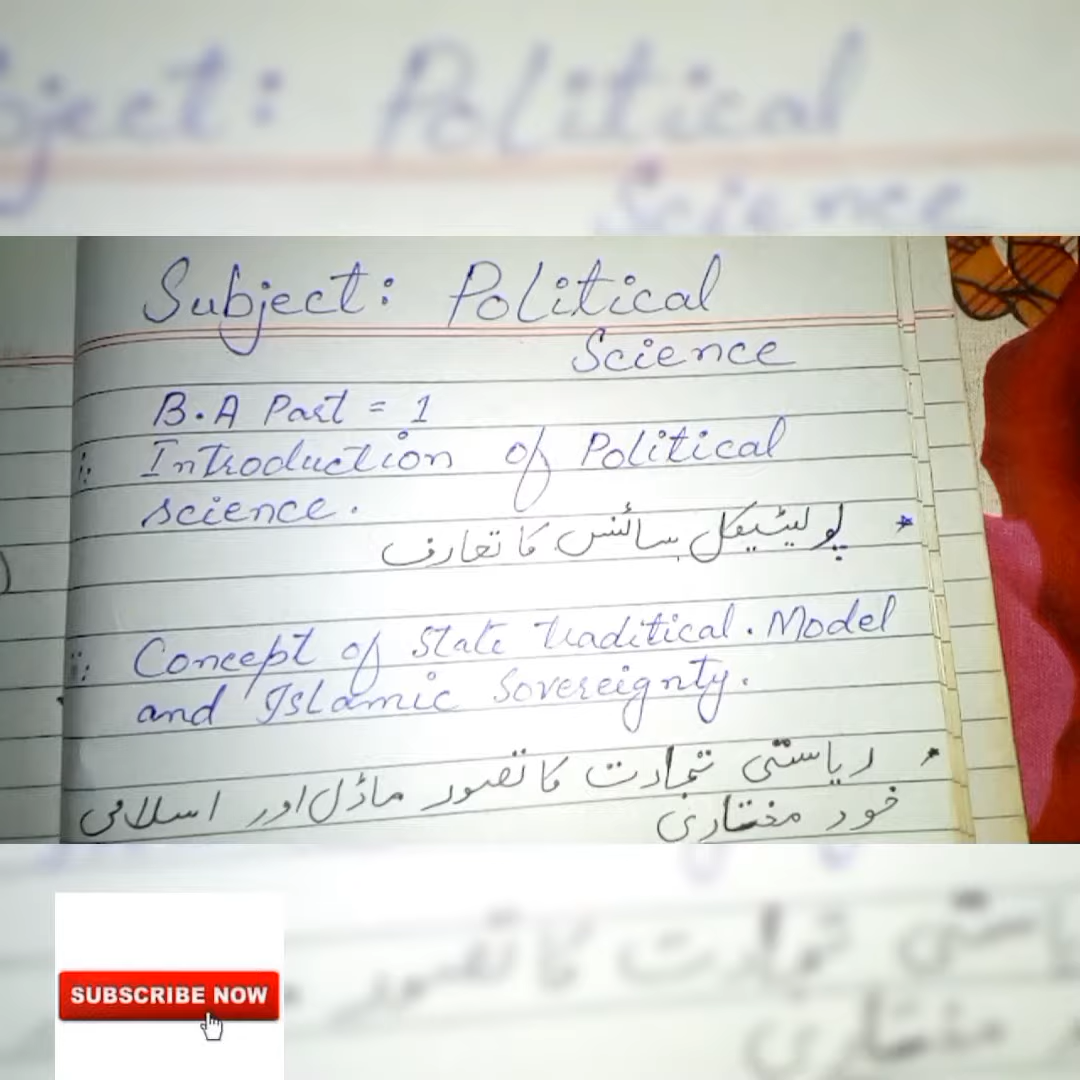 Subject: Political
Science
B.A Part = 1
Introduction of Political
science.
پولیٹیکل سائنس کا تعارف
Concept of State traditical. Model
and Islamic Sovereignty.
ریاستی تجارت کا تصور ماڈل اور اسلامی
خود مختاری
SUBSCRIBE NOW